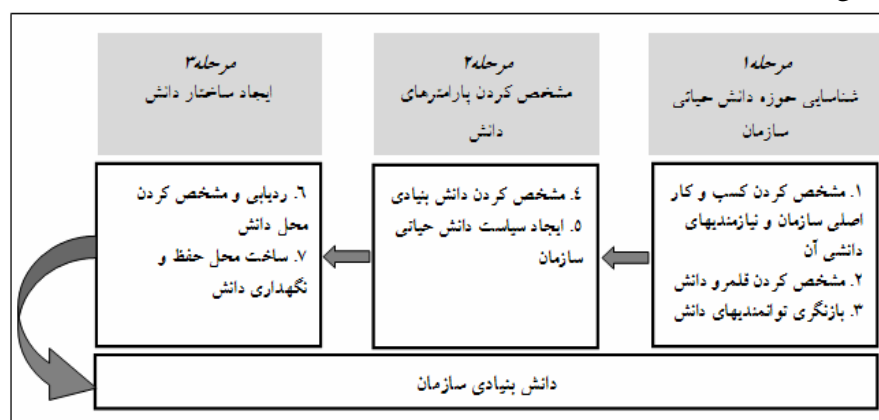 مرحله۱
شناسایی حوزه دانش حیاتی
سازمان
۱. مشخص کردن کسب و کار
اصلی سازمان و نیازمندیهای
دانشی آن
۲. مشخص کردن قلمرو دانش
۳. بازنگری توانمندیهای دانش
مرحله۲
مشخص کردن پارامترهای
دانش
۴. مشخص کردن دانش بنیادی
۵. ایجاد سیاست دانش حیاتی
سازمان
مرحله۳
ایجاد ساختار دانش
۶. ردیابی و مشخص کردن
محل دانش
۷. ساخت محل حفظ و
نگهداری دانش
دانش بنیادی سازمان